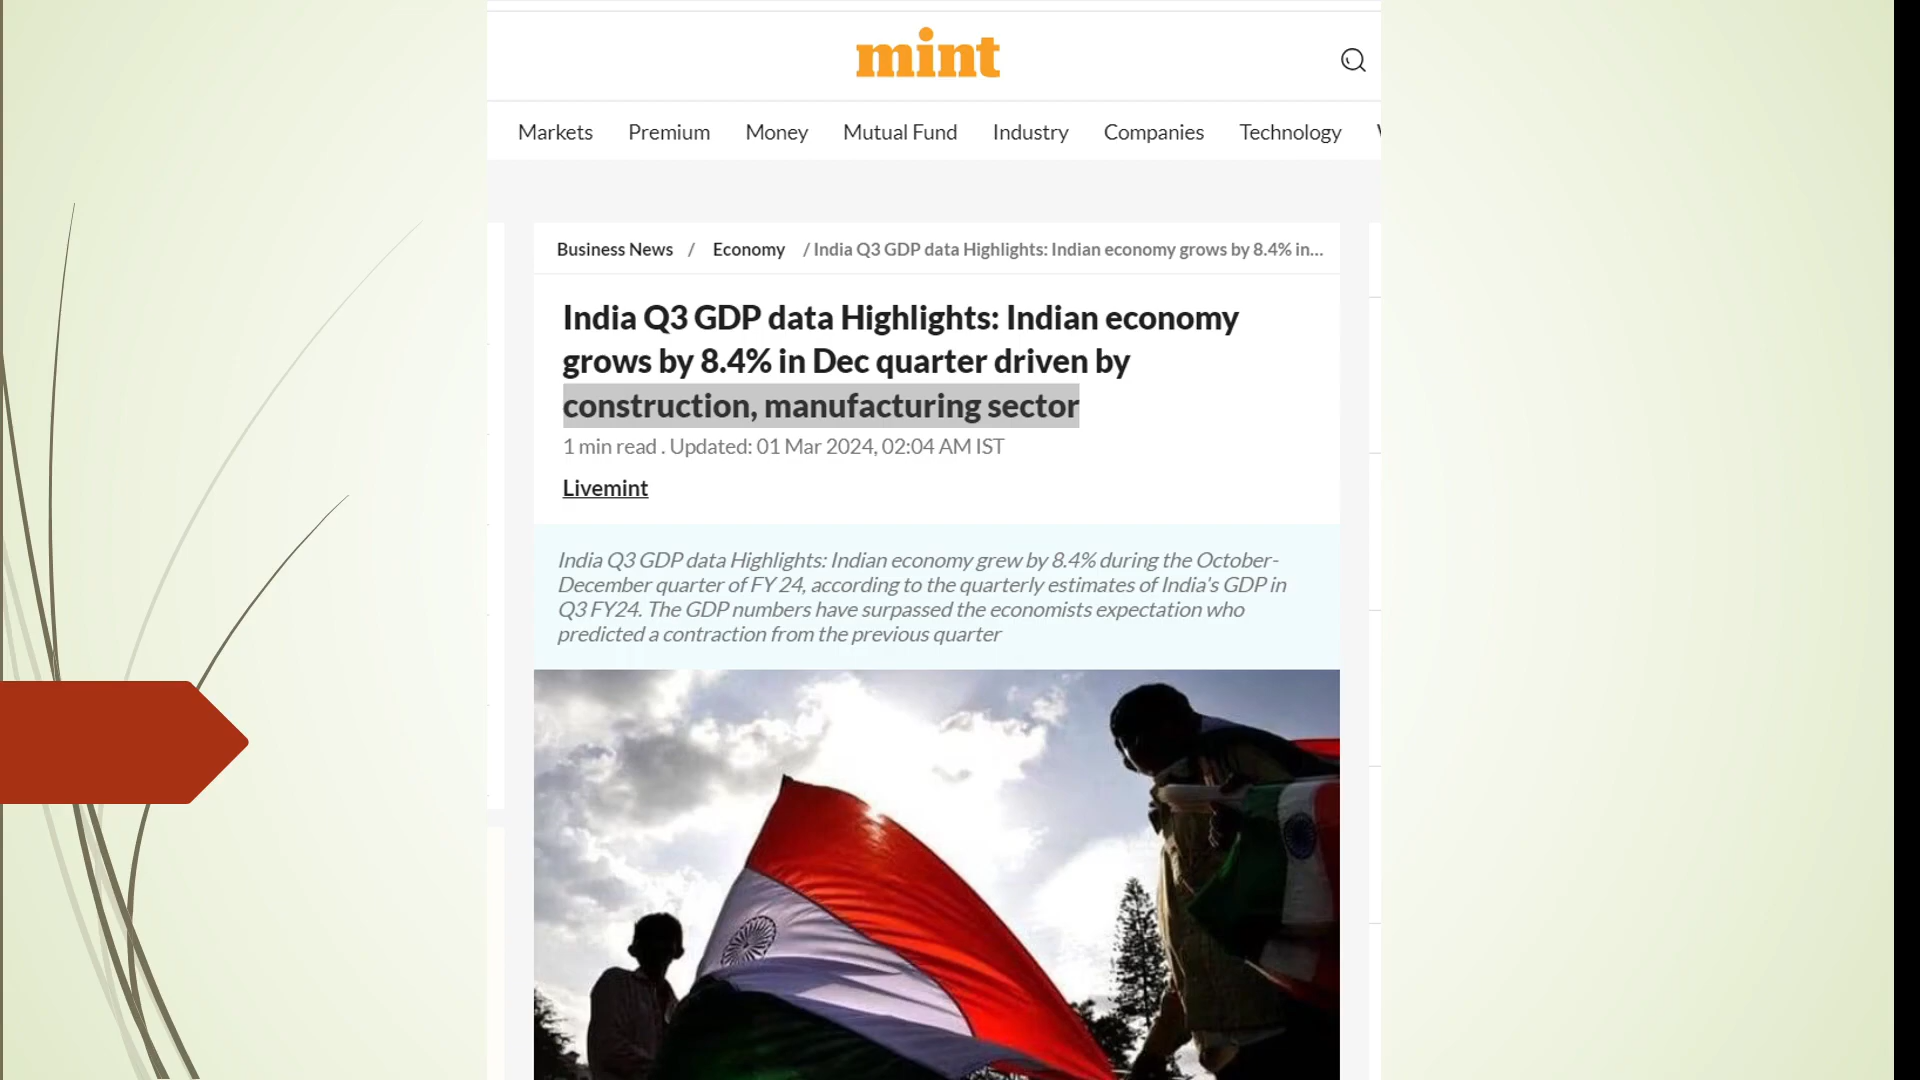 mint
Markets Premium Money Mutual Fund Industry Companies Technology
Business News / Economy / India Q3 GDP data Highlights: Indian economy grows by 8.4% in...
India Q3 GDP data Highlights: Indian economy
grows by 8.4% in Dec quarter driven by
construction, manufacturing sector
1 min read . Updated: 01 Mar 2024, 02:04 AM IST
Livemint
India Q3 GDP data Highlights: Indian economy grew by 8.4% during the October-
December quarter of FY 24, according to the quarterly estimates of India's GDP in
Q3 FY24. The GDP numbers have surpassed the economists expectation who
predicted a contraction from the previous quarter